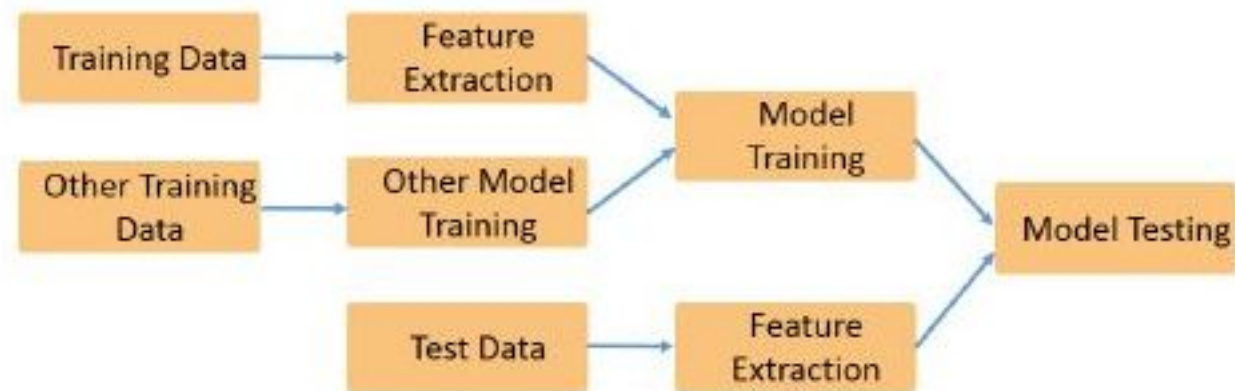 Training Data
Feature
Extraction
Model
Training
Other Training
Data
Other Model
Training
Model Testing
Test Data
Feature
Extraction